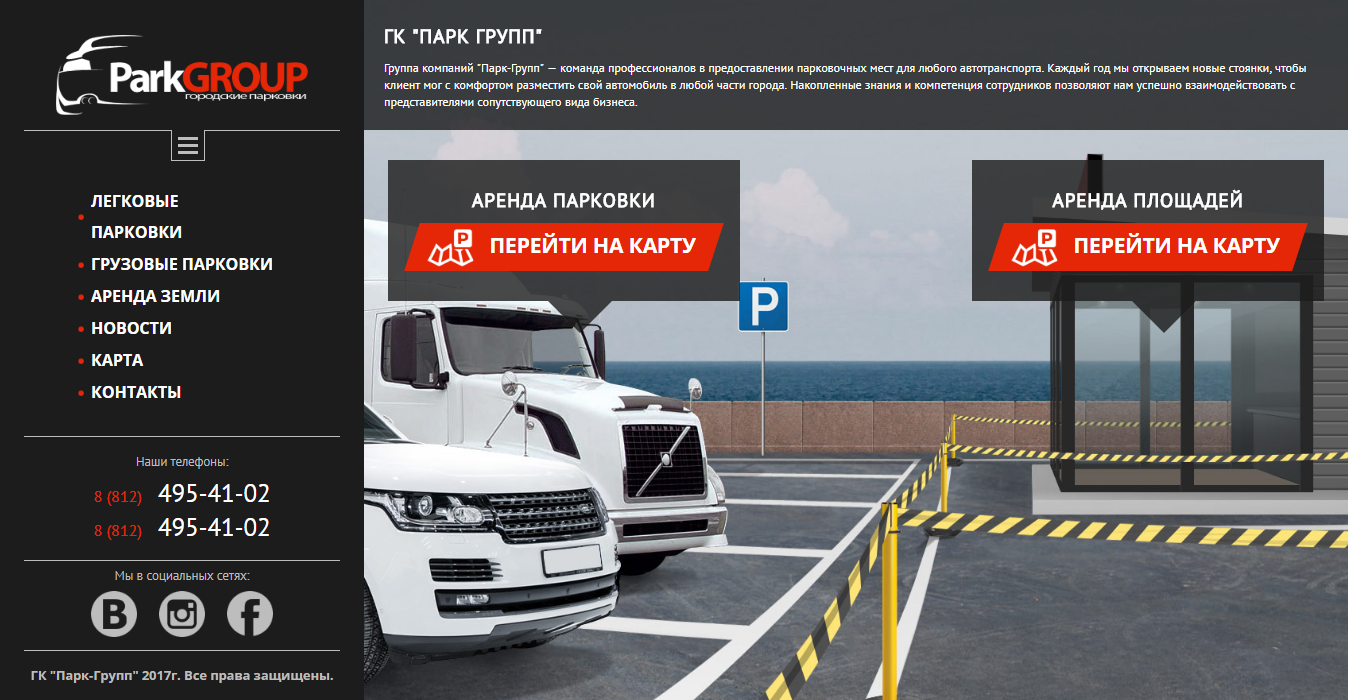 ParkGROUP
городские парковки
ЛЕГКОВЫЕ
ПАРКОВКИ
ГРУЗОВЫЕ ПАРКОВКИ
АРЕНДА ЗЕМЛИ
НОВОСТИ
КАРТА
КОНТАКТЫ
Наши телефоны:
8 (812) 495-41-02
8 (812) 495-41-02
Мы в социальных сетях:
ГК "Парк-Групп" 2017г. Все права защищены.
ГК "ПАРК ГРУПП"
Группа компаний "Парк-Групп" — команда профессионалов в предоставлении парковочных мест для любого автотранспорта. Каждый год мы открываем новые стоянки, чтобы
клиент мог с комфортом разместить свой автомобиль в любой части города. Накопленные знания и компетенция сотрудников позволяют нам успешно взаимодействовать с
представителями сопутствующего вида бизнеса.
АРЕНДА ПАРКОВКИ
P ПЕРЕЙТИ НА КАРТУ
АРЕНДА ПЛОЩАДЕЙ
P ПЕРЕЙТИ НА КАРТУ
P